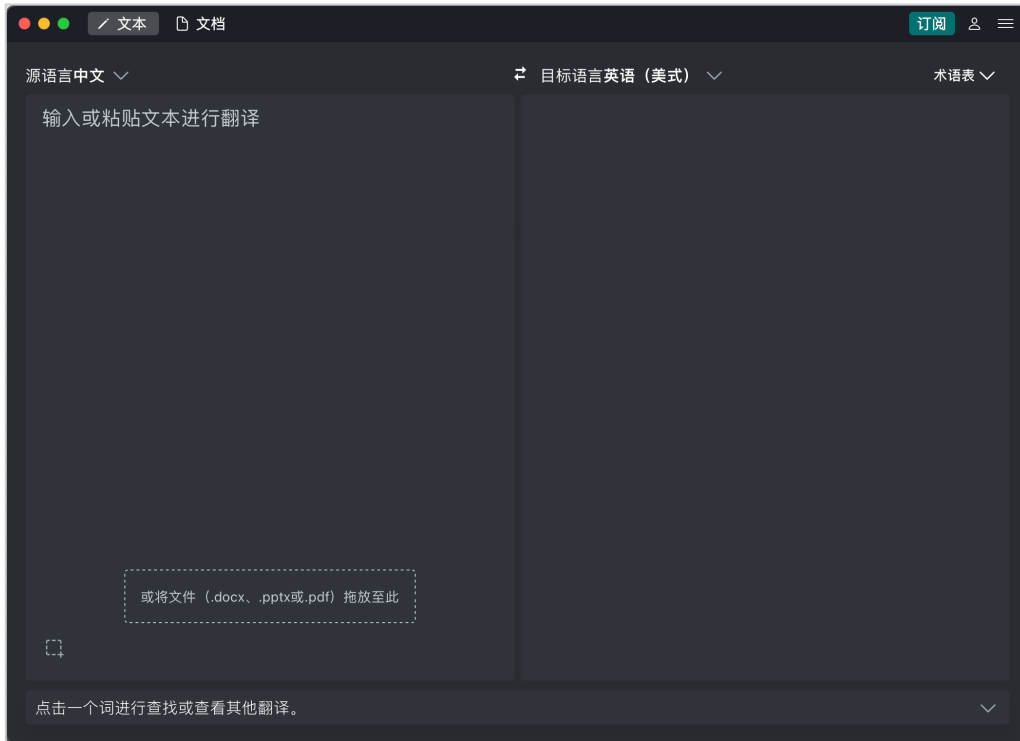 文本
文档
订阅
源语言中文
目标语言英语（美式）
术语表
输入或粘贴文本进行翻译
或将文件（.docx、.pptx或.pdf）拖放至此
点击一个词进行查找或查看其他翻译。